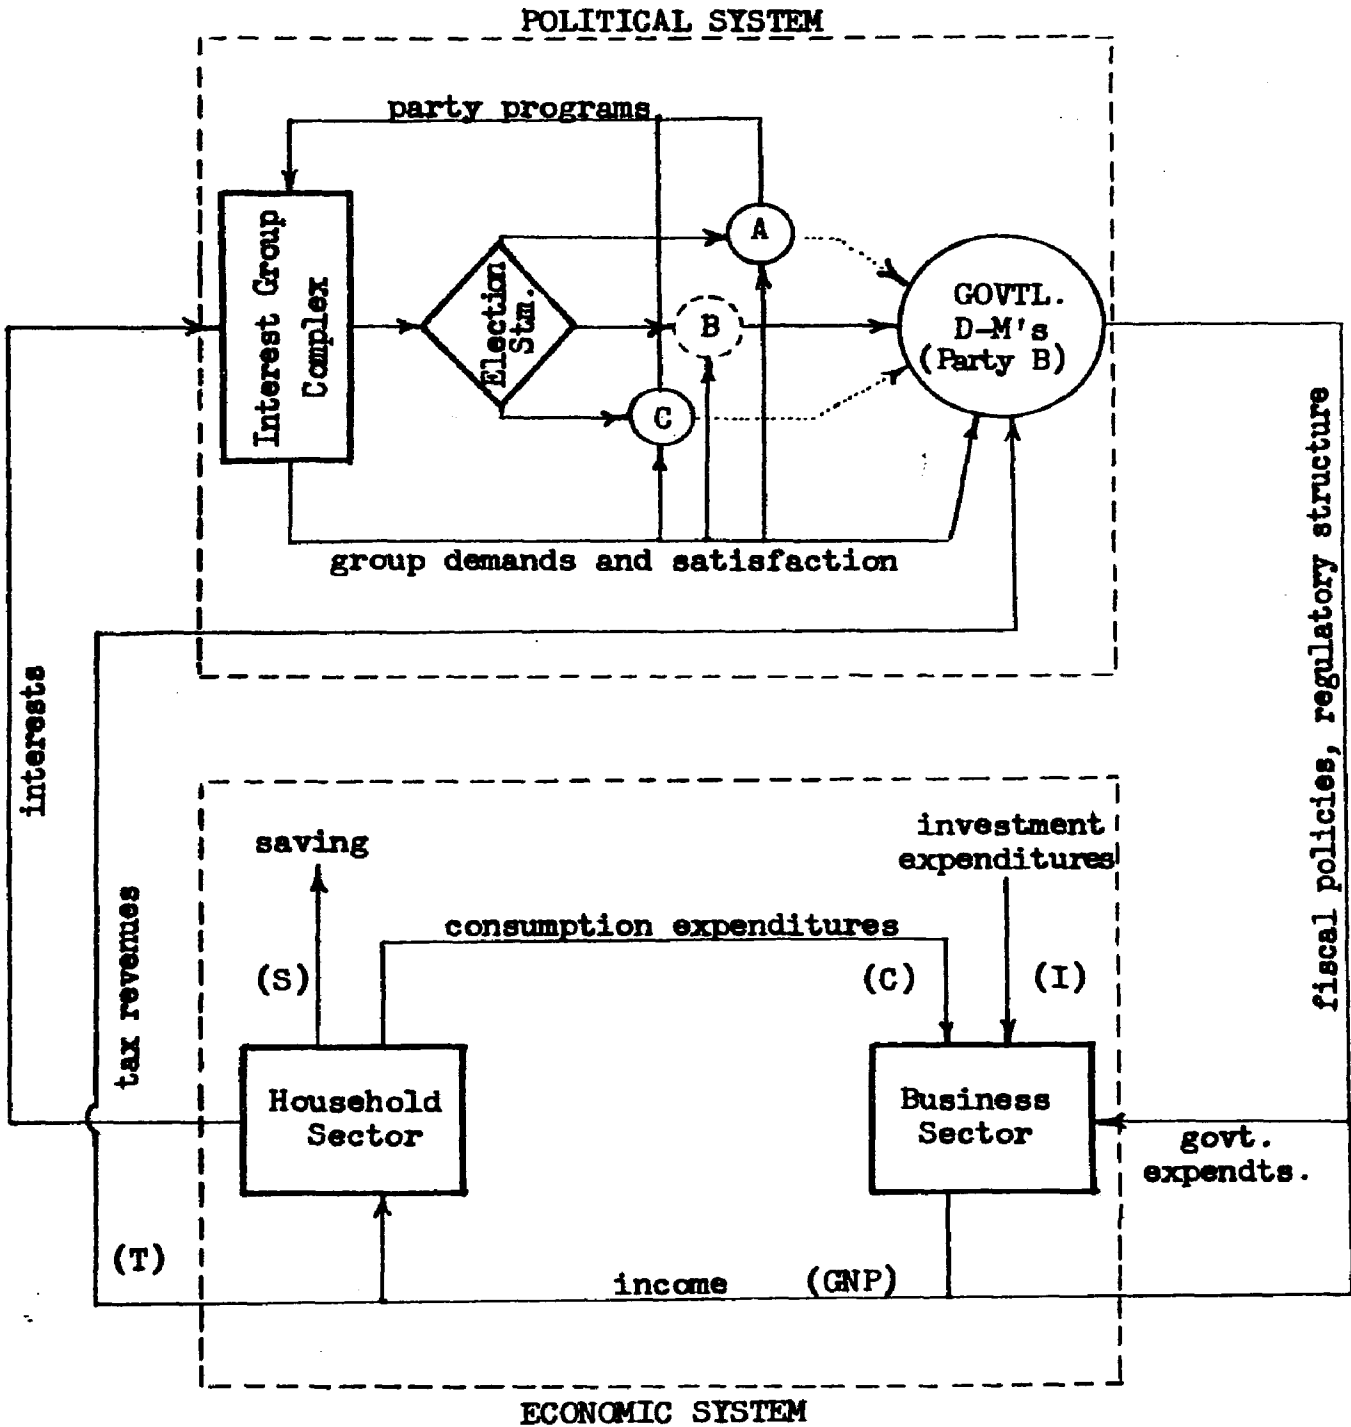 POLITICAL SYSTEM
party programs
Interest Group
Complex
Election
Stm.
A
B
C
GOVTL.
D-M's
(Party B)
group demands and satisfaction
interests
tax revenues
fiscal policies, regulatory structure
saving
investment
expenditures
consumption expenditures
(S)
(C)
(I)
Household
Sector
Business
Sector
govt.
expendts.
(T)
income
(GNP)
ECONOMIC SYSTEM